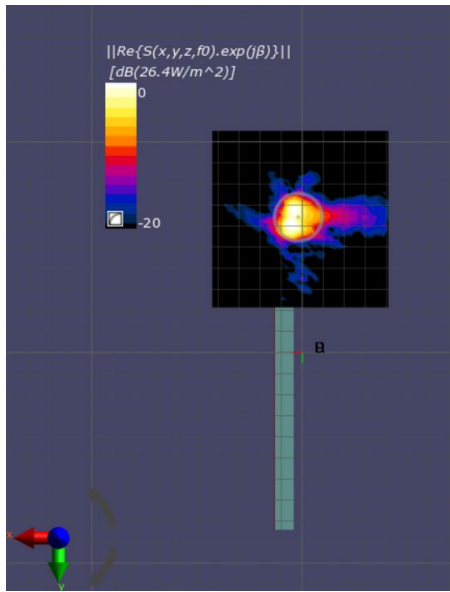 ||Re{S(x,y,z,f0).exp(jβ)}||
[dB(26.4W/m^2)]
0
-20
x
y